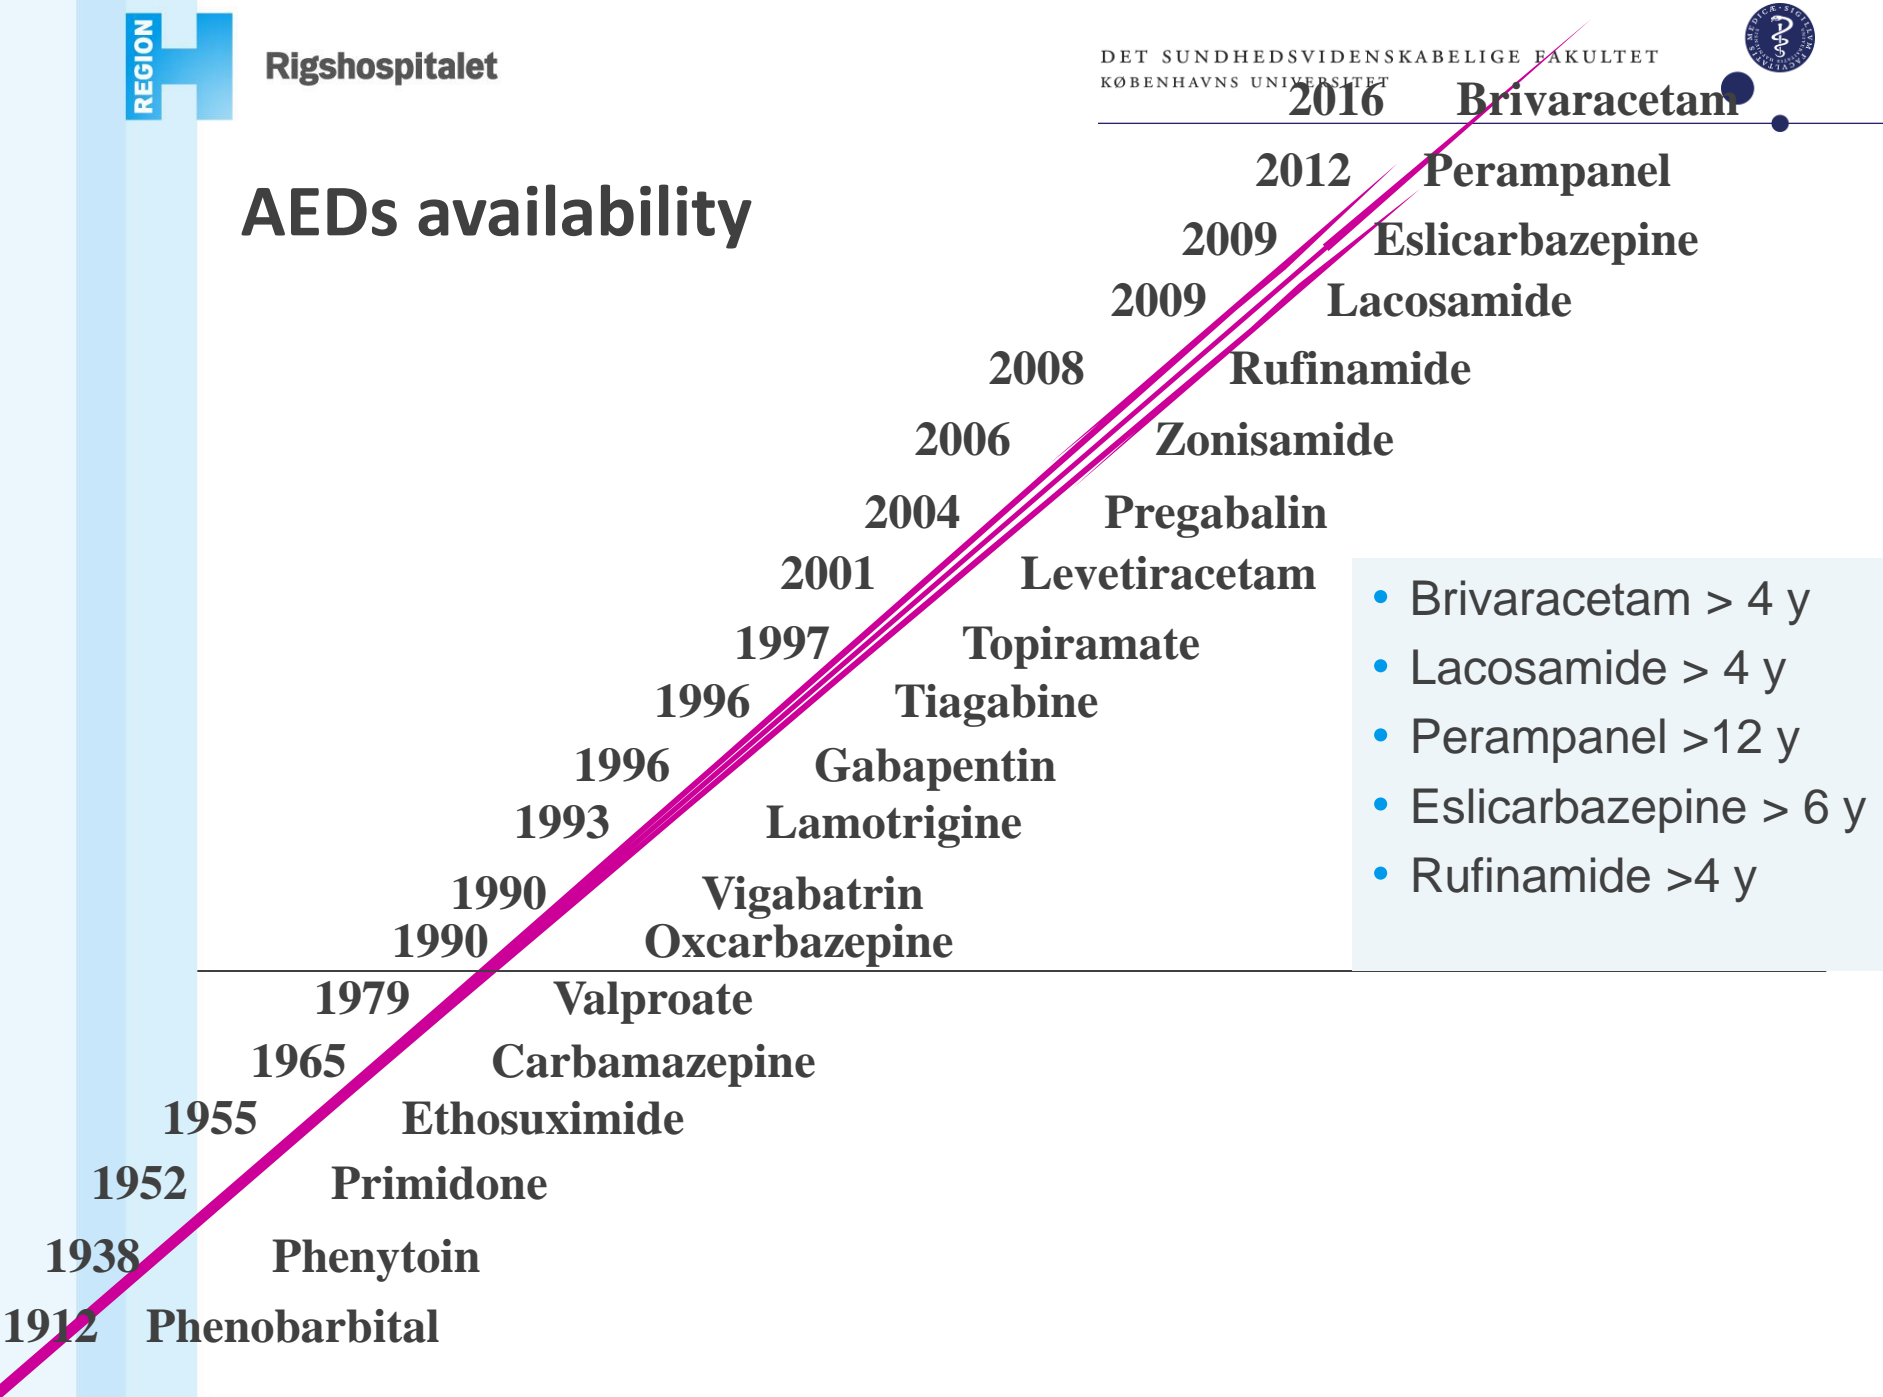 REGION
Rigshospitalet
DET SUNDHEDSVIDENSKABELIGE FAKULTET
KØBENHAVNS UNIVERSITET
AEDs availability
2016 Brivaracetam
2012 Perampanel
2009 Eslicarbazepine
2009 Lacosamide
2008 Rufinamide
2006 Zonisamide
2004 Pregabalin
2001 Levetiracetam
1997 Topiramate
1996 Tiagabine
1996 Gabapentin
1993 Lamotrigine
1990 Vigabatrin
1990 Oxcarbazepine
1979 Valproate
1965 Carbamazepine
1955 Ethosuximide
1952 Primidone
1938 Phenytoin
1912 Phenobarbital
• Brivaracetam > 4 y
• Lacosamide > 4 y
• Perampanel >12 y
• Eslicarbazepine > 6 y
• Rufinamide >4 y